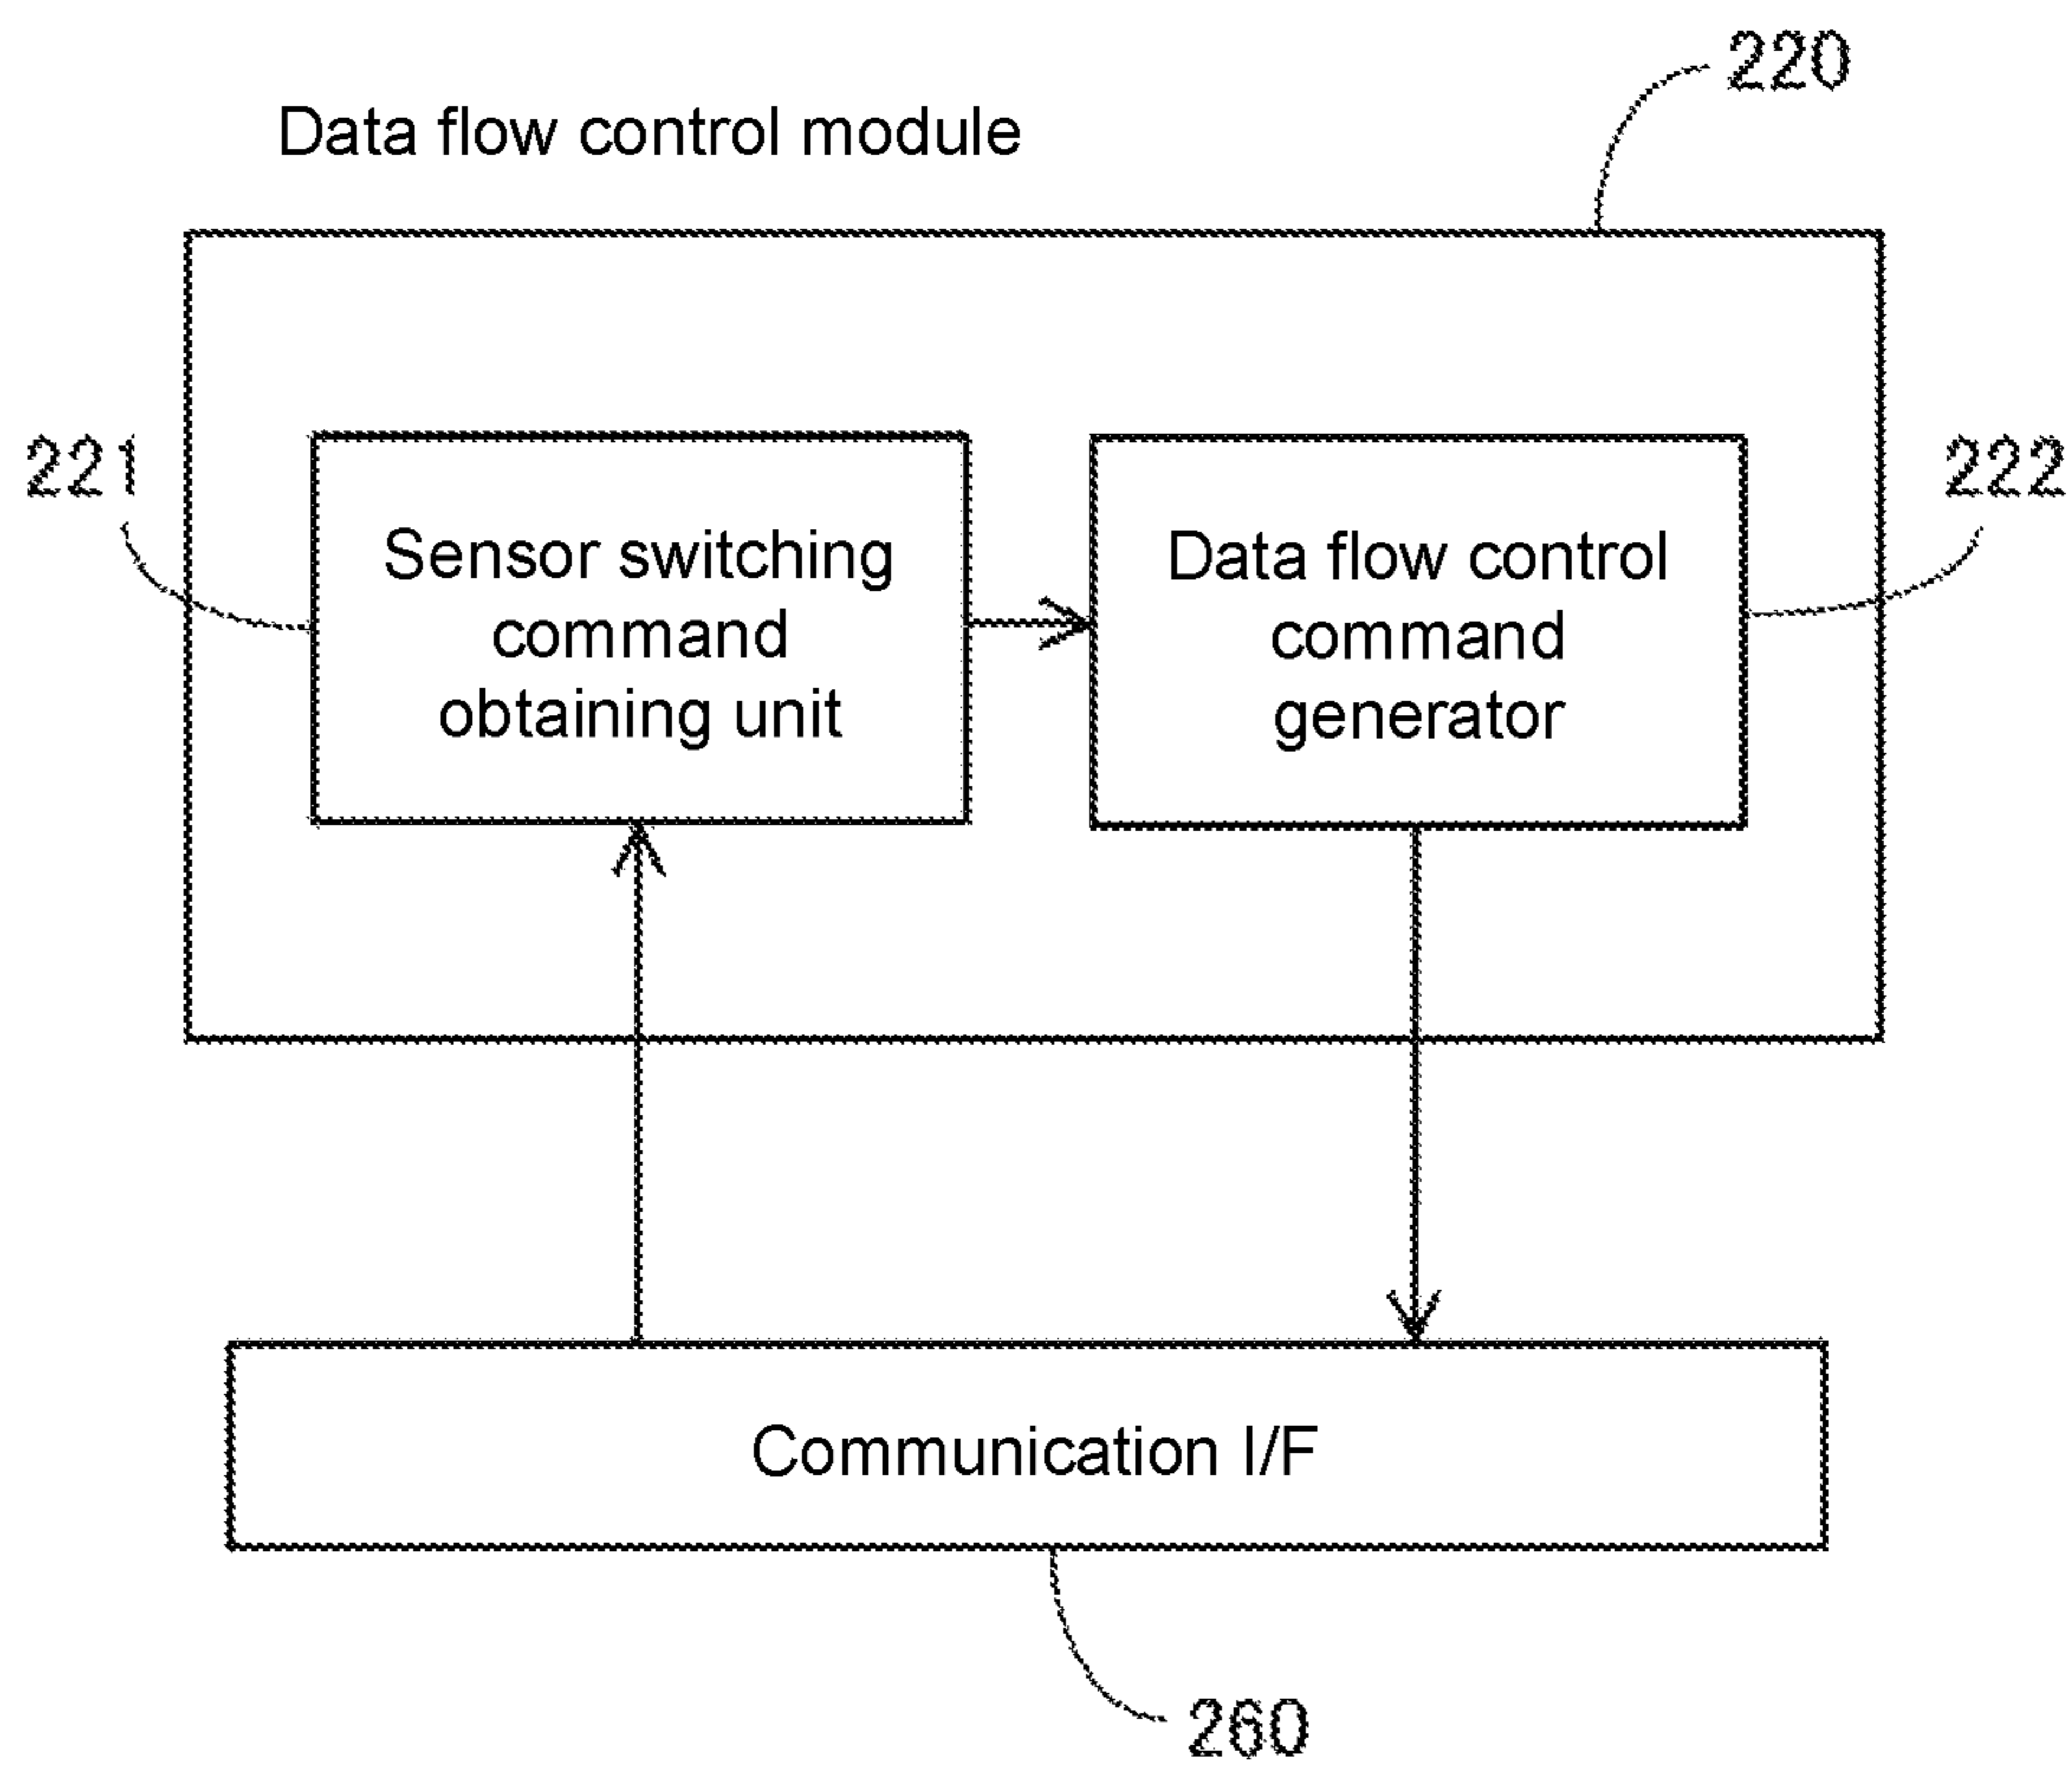 220
Data flow control module
221
222
Sensor switching
command
obtaining unit
Data flow control
command
generator
Communication I/F
260